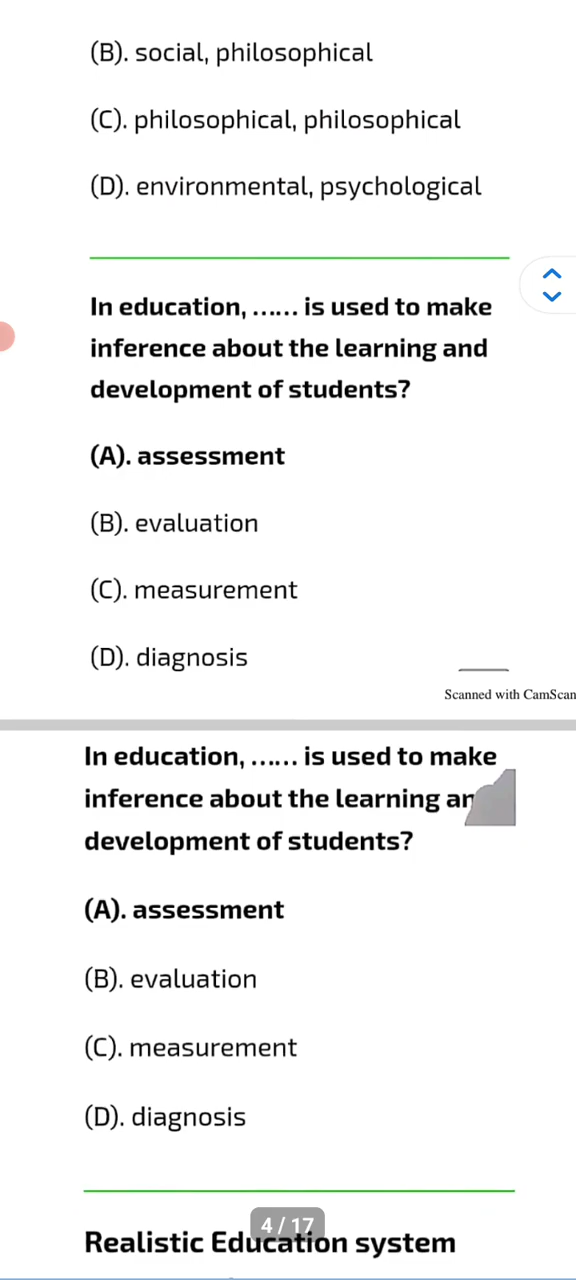 (B). social, philosophical
(C). philosophical, philosophical
(D). environmental, psychological
In education, ...... is used to make
inference about the learning and
development of students?
(A). assessment
(B). evaluation
(C). measurement
(D). diagnosis
Scanned with CamScan
In education, ...... is used to make
inference about the learning an
development of students?
(A). assessment
(B). evaluation
(C). measurement
(D). diagnosis
4 / 17
Realistic Education system